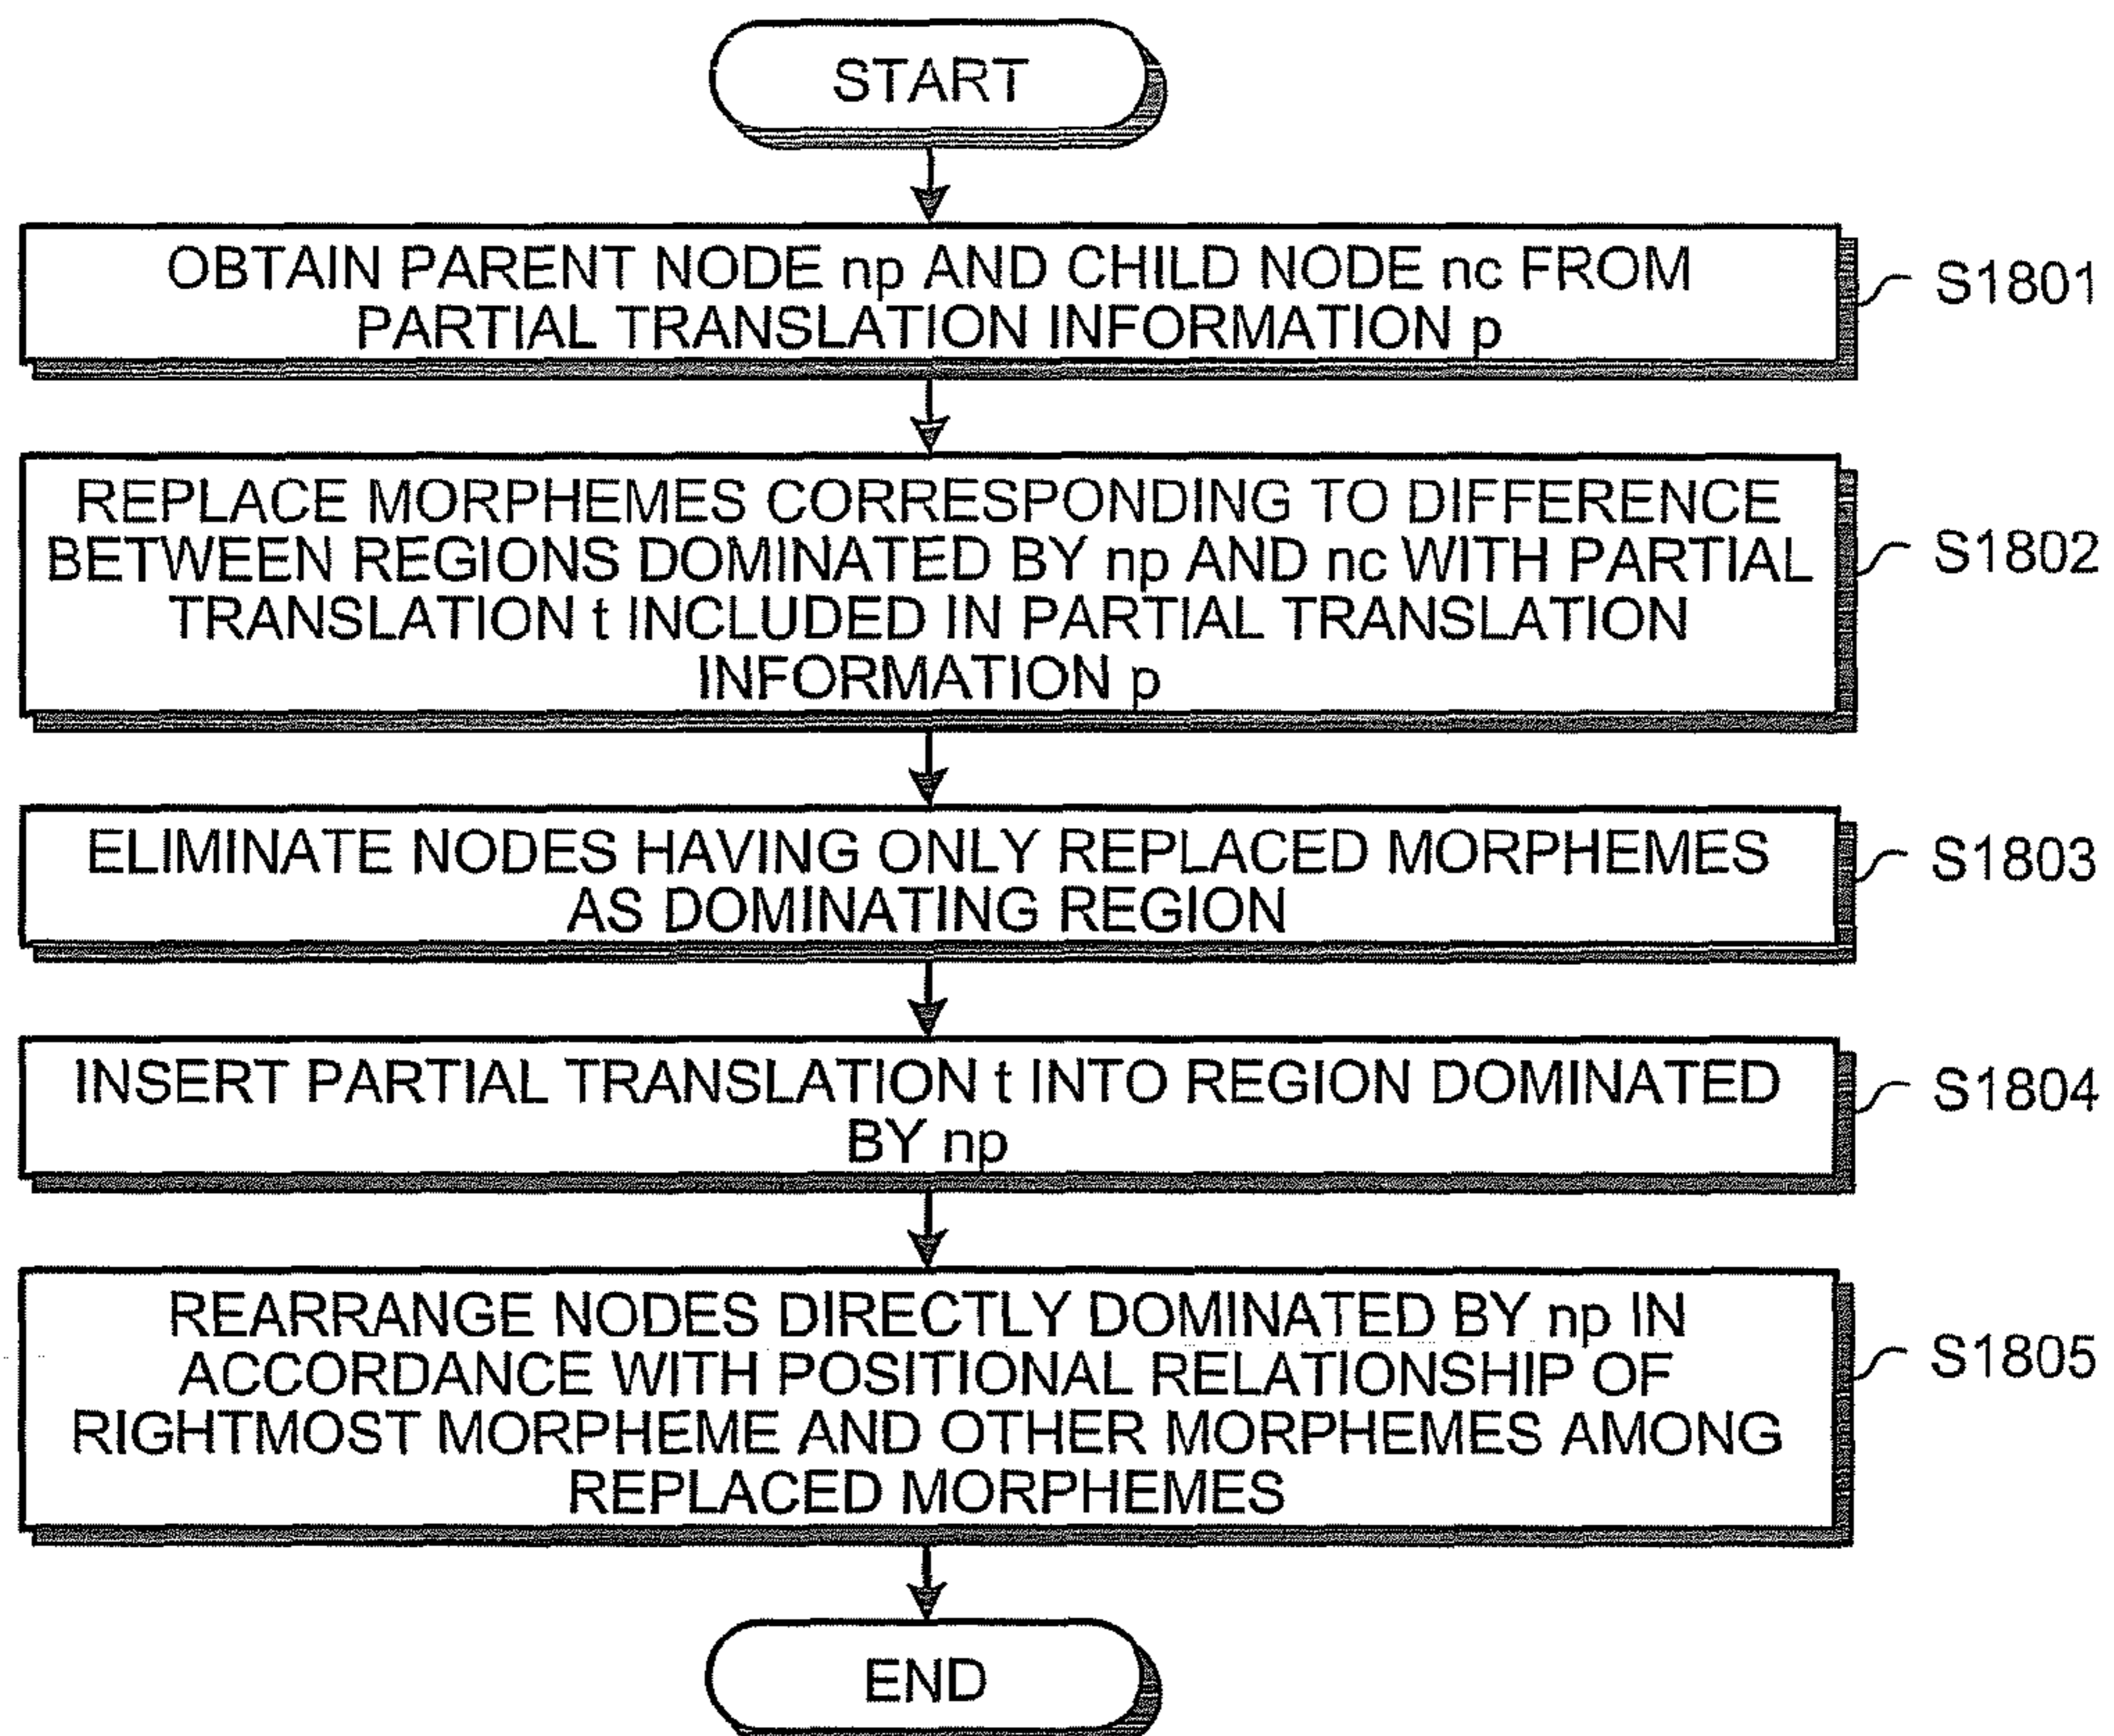 START
OBTAIN PARENT NODE np AND CHILD NODE nc FROM
PARTIAL TRANSLATION INFORMATION p
S1801
REPLACE MORPHEMES CORRESPONDING TO DIFFERENCE
BETWEEN REGIONS DOMINATED BY np AND nc WITH PARTIAL
TRANSLATION t INCLUDED IN PARTIAL TRANSLATION
INFORMATION p
S1802
ELIMINATE NODES HAVING ONLY REPLACED MORPHEMES
AS DOMINATING REGION
S1803
INSERT PARTIAL TRANSLATION t INTO REGION DOMINATED
BY np
S1804
REARRANGE NODES DIRECTLY DOMINATED BY np IN
ACCORDANCE WITH POSITIONAL RELATIONSHIP OF
RIGHTMOST MORPHEME AND OTHER MORPHEMES AMONG
REPLACED MORPHEMES
S1805
END